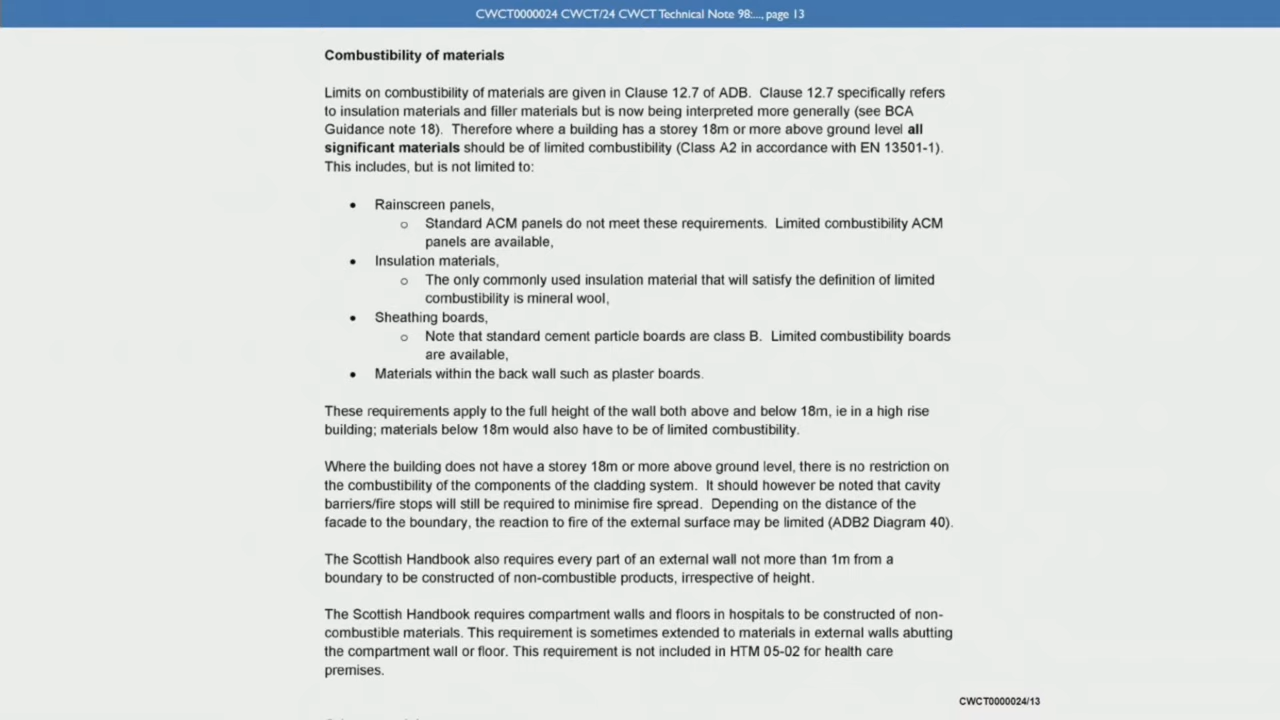 CWCT0000024 CWCT/24 CWCT Technical Note 98:..., page 13
Combustibility of materials
Limits on combustibility of materials are given in Clause 12.7 of ADB. Clause 12.7 specifically refers
to insulation materials and filler materials but is now being interpreted more generally (see BCA
Guidance note 18). Therefore where a building has a storey 18m or more above ground level all
significant materials should be of limited combustibility (Class A2 in accordance with EN 13501-1).
This includes, but is not limited to:
• Rainscreen panels,
o Standard ACM panels do not meet these requirements. Limited combustibility ACM
panels are available,
• Insulation materials,
o The only commonly used insulation material that will satisfy the definition of limited
combustibility is mineral wool,
• Sheathing boards,
o Note that standard cement particle boards are class B. Limited combustibility boards
are available,
• Materials within the back wall such as plaster boards.
These requirements apply to the full height of the wall both above and below 18m, ie in a high rise
building; materials below 18m would also have to be of limited combustibility.
Where the building does not have a storey 18m or more above ground level, there is no restriction on
the combustibility of the components of the cladding system. It should however be noted that cavity
barriers/fire stops will still be required to minimise fire spread. Depending on the distance of the
facade to the boundary, the reaction to fire of the external surface may be limited (ADB2 Diagram 40).
The Scottish Handbook also requires every part of an external wall not more than 1m from a
boundary to be constructed of non-combustible products, irrespective of height.
The Scottish Handbook requires compartment walls and floors in hospitals to be constructed of non-
combustible materials. This requirement is sometimes extended to materials in external walls abutting
the compartment wall or floor. This requirement is not included in HTM 05-02 for health care
premises.
CWCT0000024/13